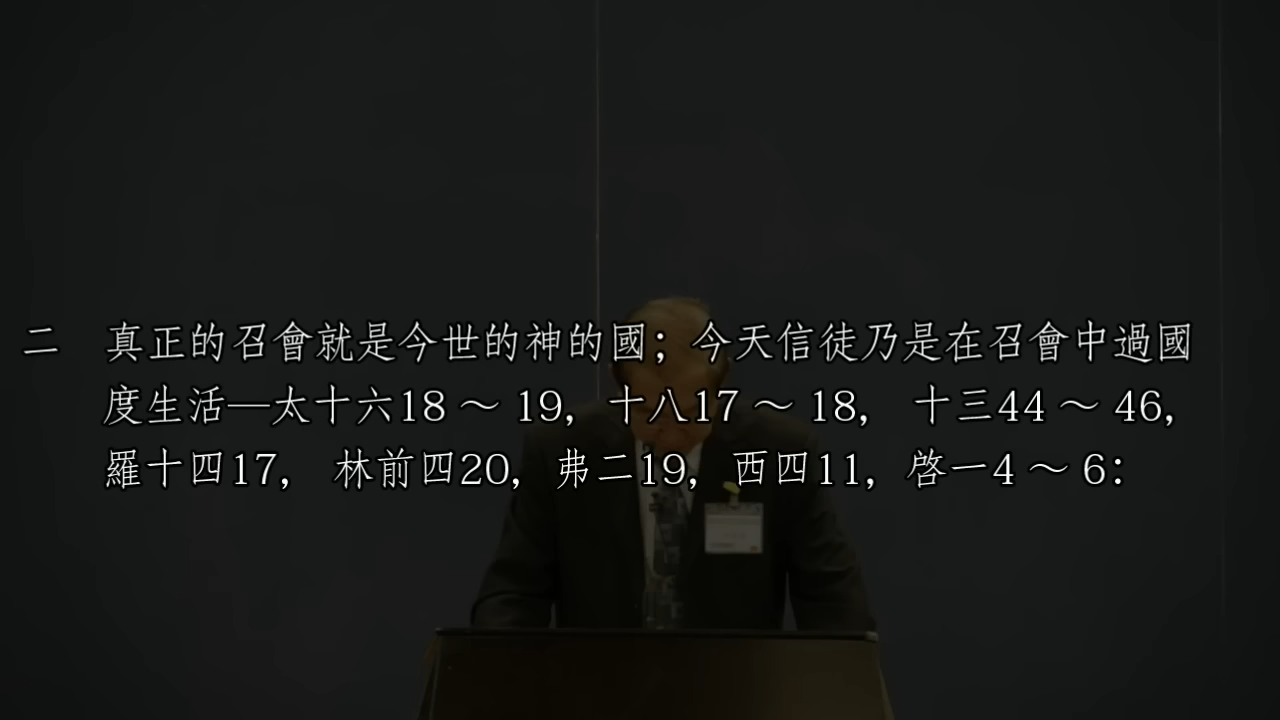 二 真正的召會就是今世的神的國;今天信徒乃是在召會中過國
度生活—太十六18 ~ 19, 十八17 ~ 18, 十三44 ~ 46,
羅十四17, 林前四20, 弗二19, 西四11, 啓一4 ~ 6: